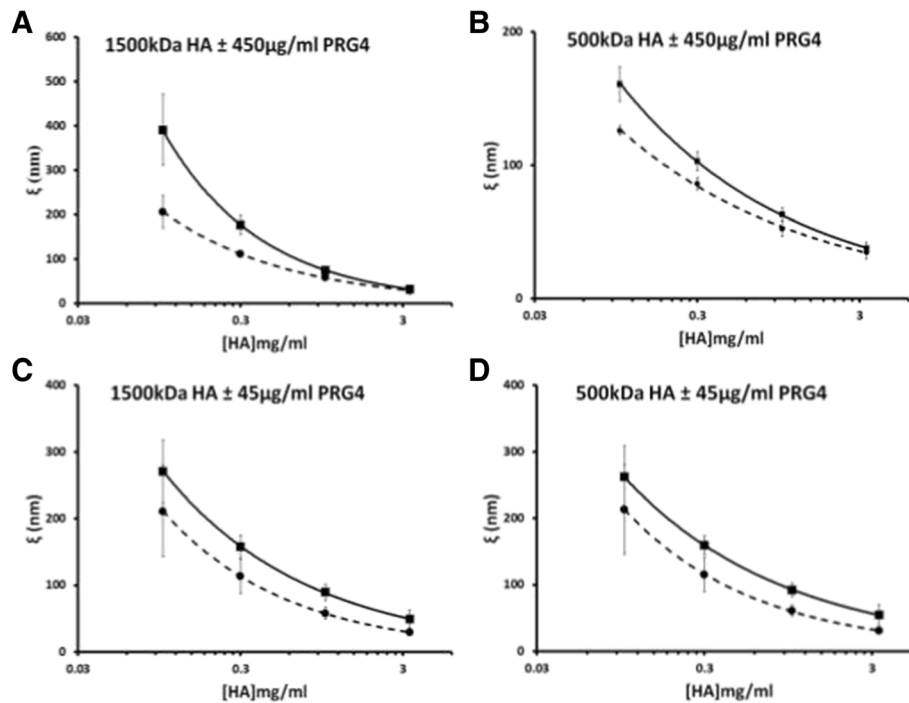 A
1500kDa HA ± 450µg/ml PRG4
600
500
400
300
200
100
0
ξ (nm)
0.03
0.3
3
[HA]mg/ml
B
500kDa HA ± 450µg/ml PRG4
200
100
0
ξ (nm)
0.03
0.3
3
[HA]mg/ml
C
1500kDa HA ± 45µg/ml PRG4
400
300
200
100
0
ξ (nm)
0.03
0.3
3
[HA]mg/ml
D
500kDa HA ± 45µg/ml PRG4
400
300
200
100
0
ξ (nm)
0.03
0.3
3
[HA]mg/ml